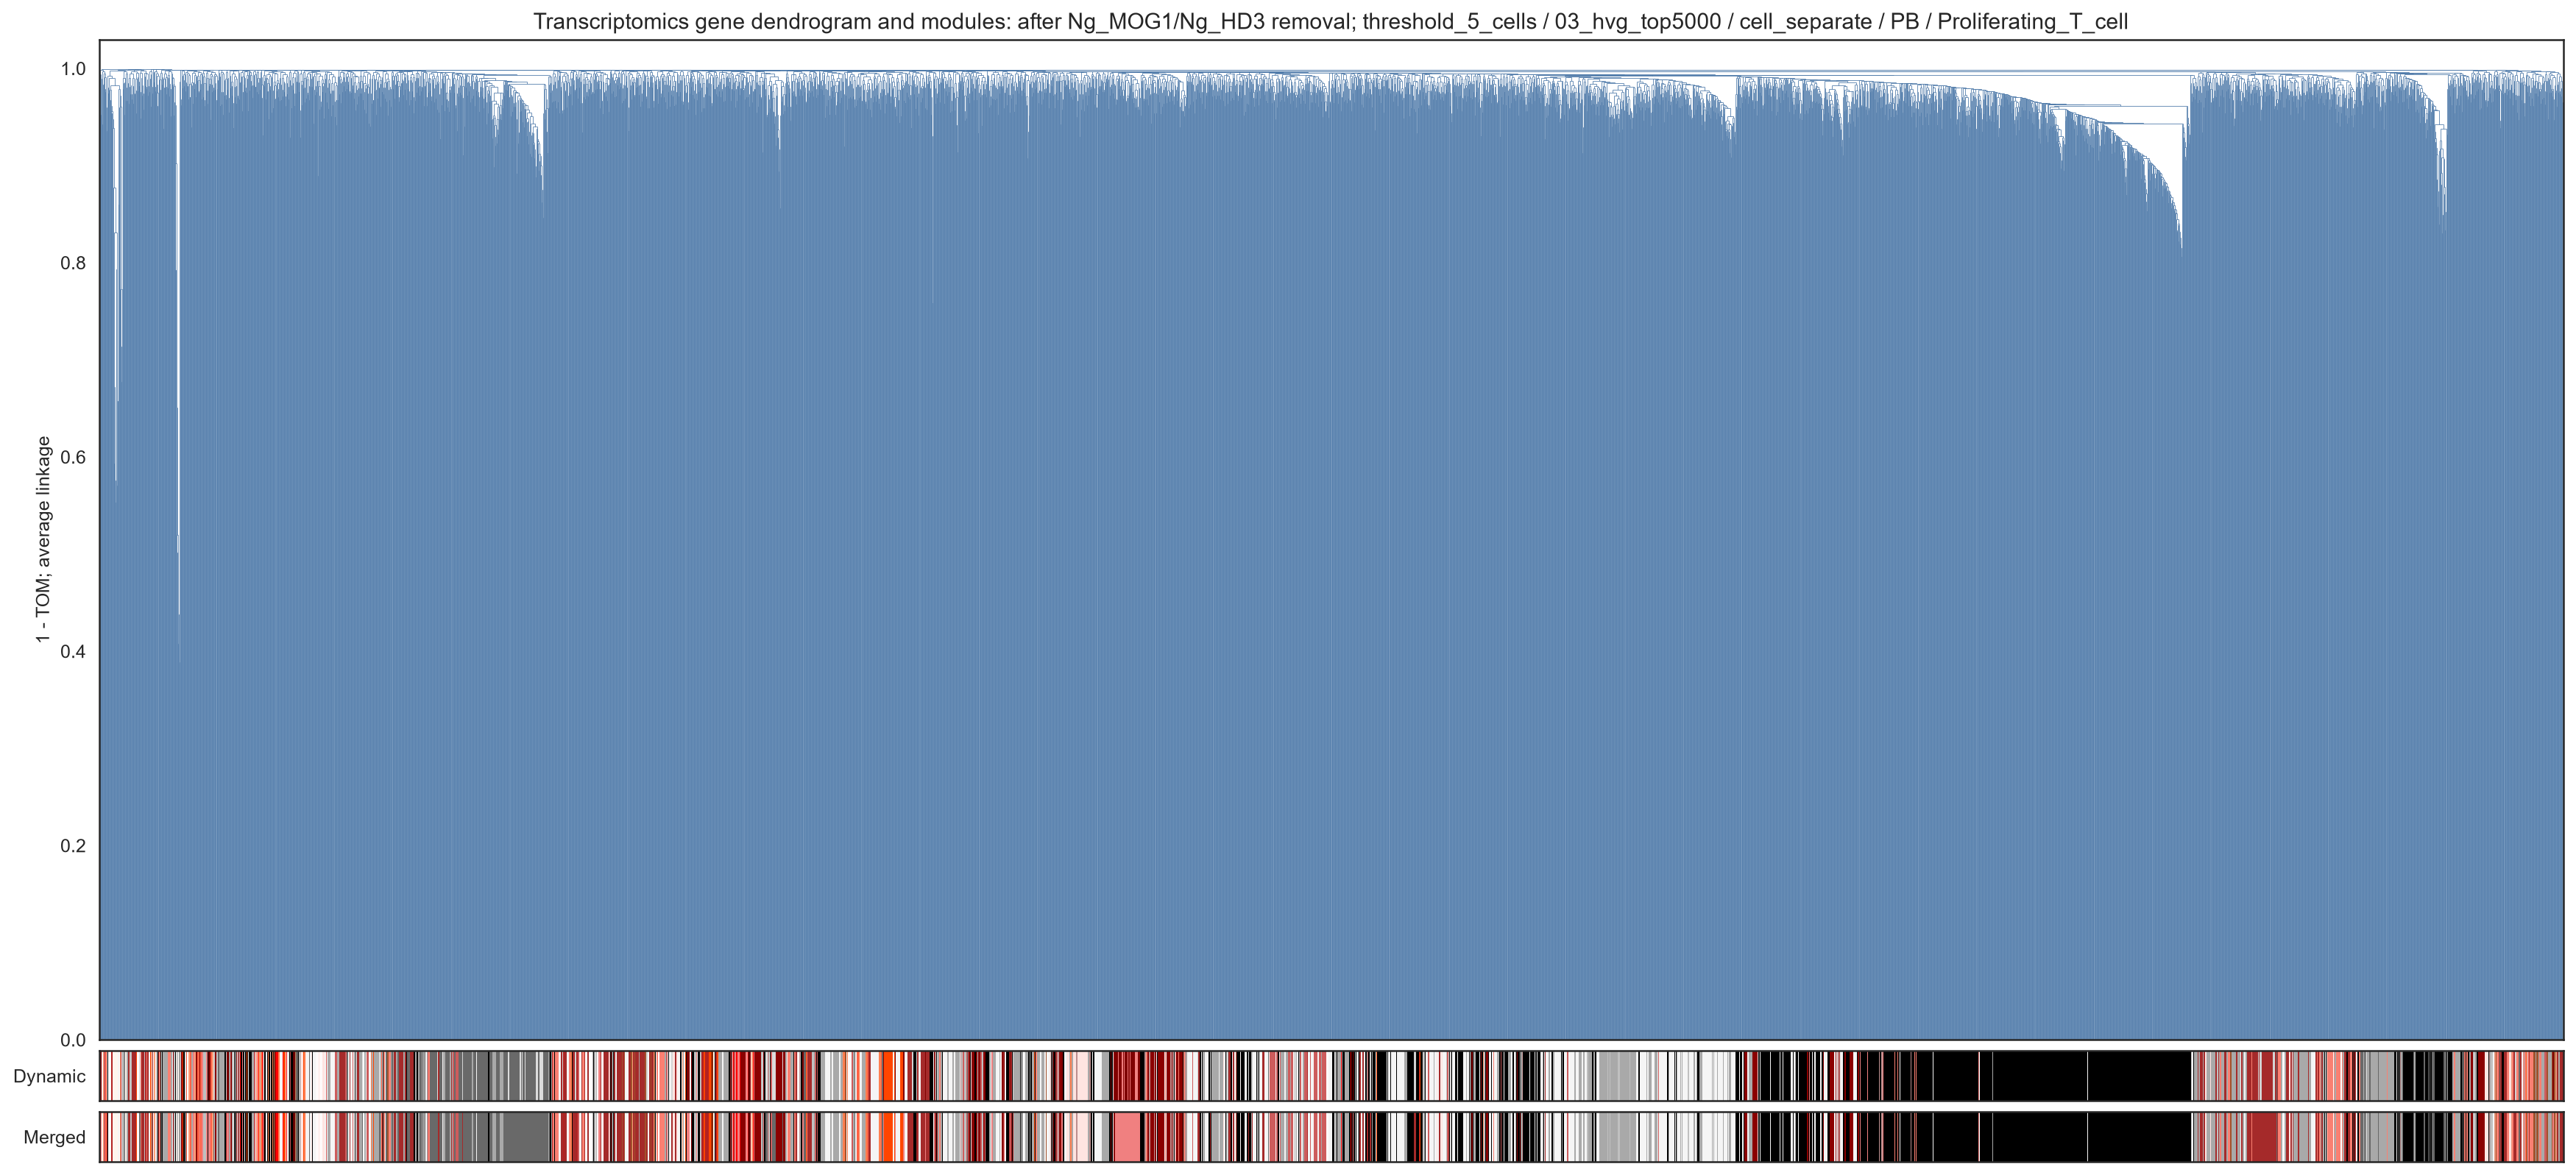 Transcriptomics gene dendrogram and modules: after Ng_MOG1/Ng_HD3 removal; threshold_5_cells / 03_hvg_top5000 / cell_separate / PB / Proliferating_T_cell
1.0
0.8
0.6
0.4
0.2
0.0
1 - TOM; average linkage
Dynamic
Merged